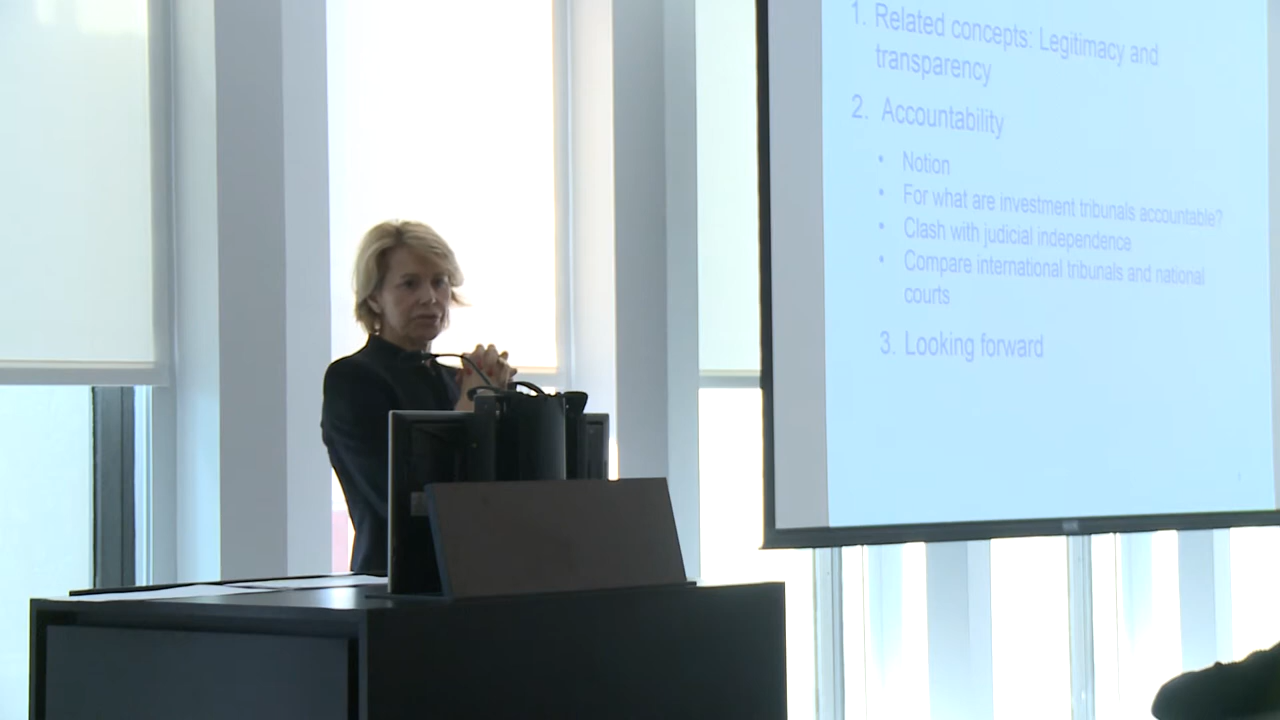 1. Related concepts: Legitimacy and
transparency
2. Accountability
• Notion
• For what are investment tribunals accountable?
• Clash with judicial independence
• Compare international tribunals and national
courts
3. Looking forward